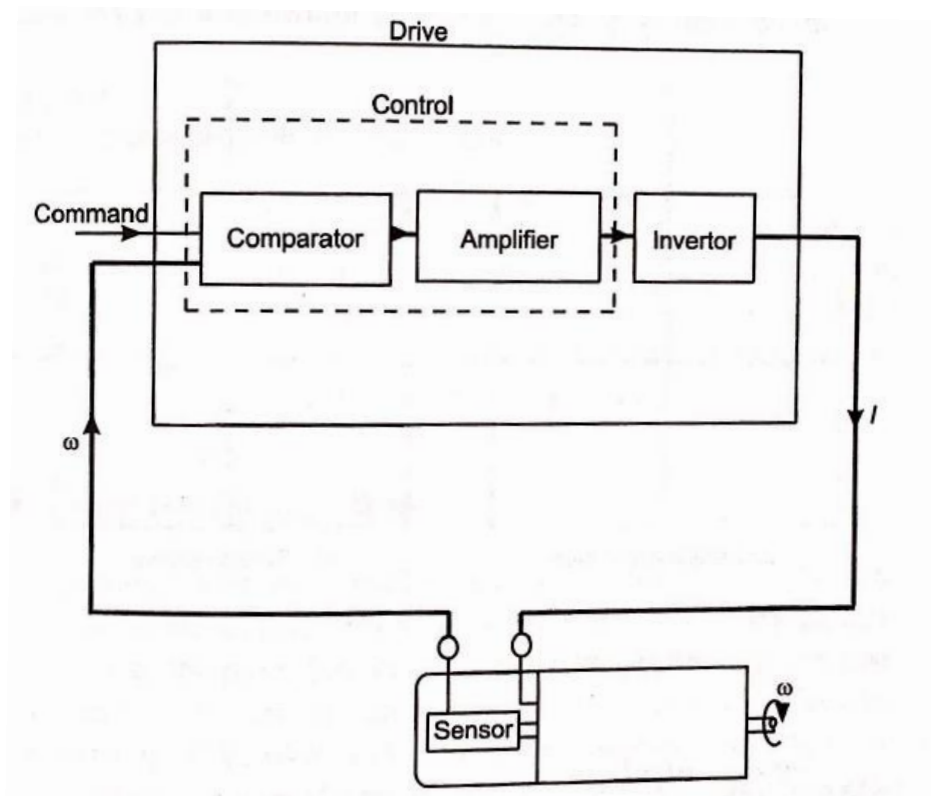 Drive
Control
Command
Comparator
Amplifier
Invertor
ω
I
Sensor
ω